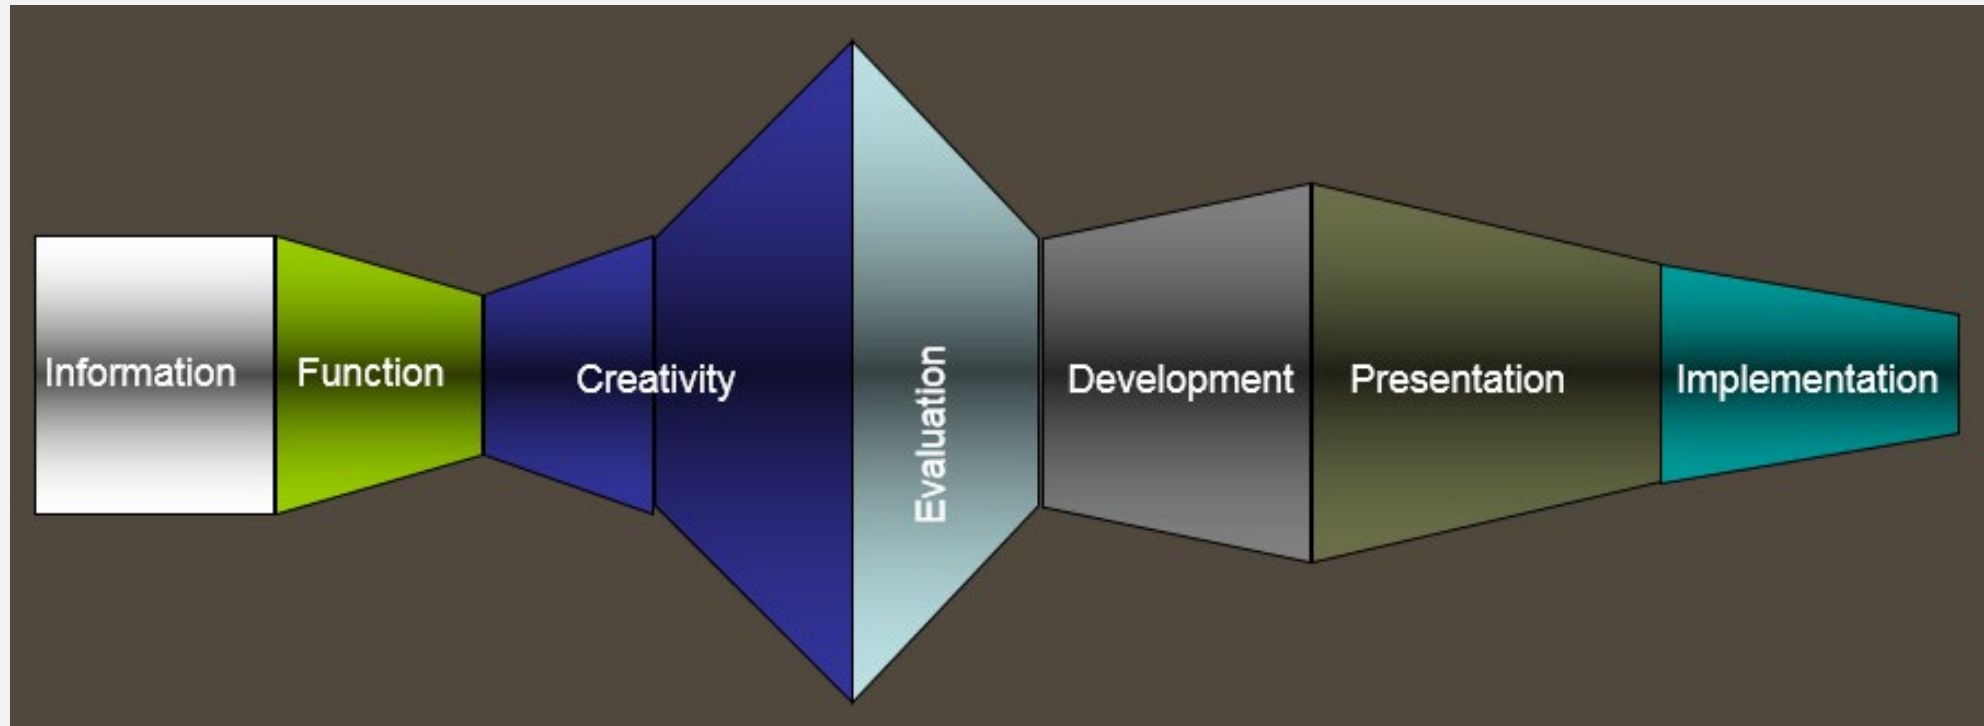 Information
Function
Creativity
Evaluation
Development
Presentation
Implementation